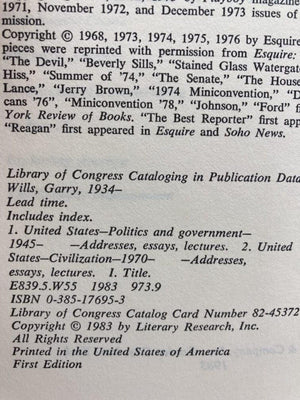 by Playboy magazine
1971, November 1972, and December 1973 issues of
mission.
Copyright © 1968, 1973, 1974, 1975, 1976 by Esquire
pieces were reprinted with permission from Esquire:
"The Devil," "Beverly Sills," "Stained Glass Watergat
Hiss," "Summer of '74," "The Senate," "The House
Lance," "Jerry Brown," "1974 Miniconvention," "D
cans '76", "Miniconvention '78," "Johnson," "Ford" f
York Review of Books. "The Best Reporter" first app
"Reagan" first appeared in Esquire and Soho News.
Library of Congress Cataloging in Publication Data
Wills, Garry, 1934–
Lead time.
Includes index.
1. United States—Politics and government—
1945– —Addresses, essays, lectures. 2. United
States—Civilization—1970– —Addresses,
essays, lectures. 1. Title.
E839.5.W55 1983 973.9
ISBN 0-385-17695-3
Library of Congress Catalog Card Number 82-45372
Copyright © 1983 by Literary Research, Inc.
All Rights Reserved
Printed in the United States of America
First Edition